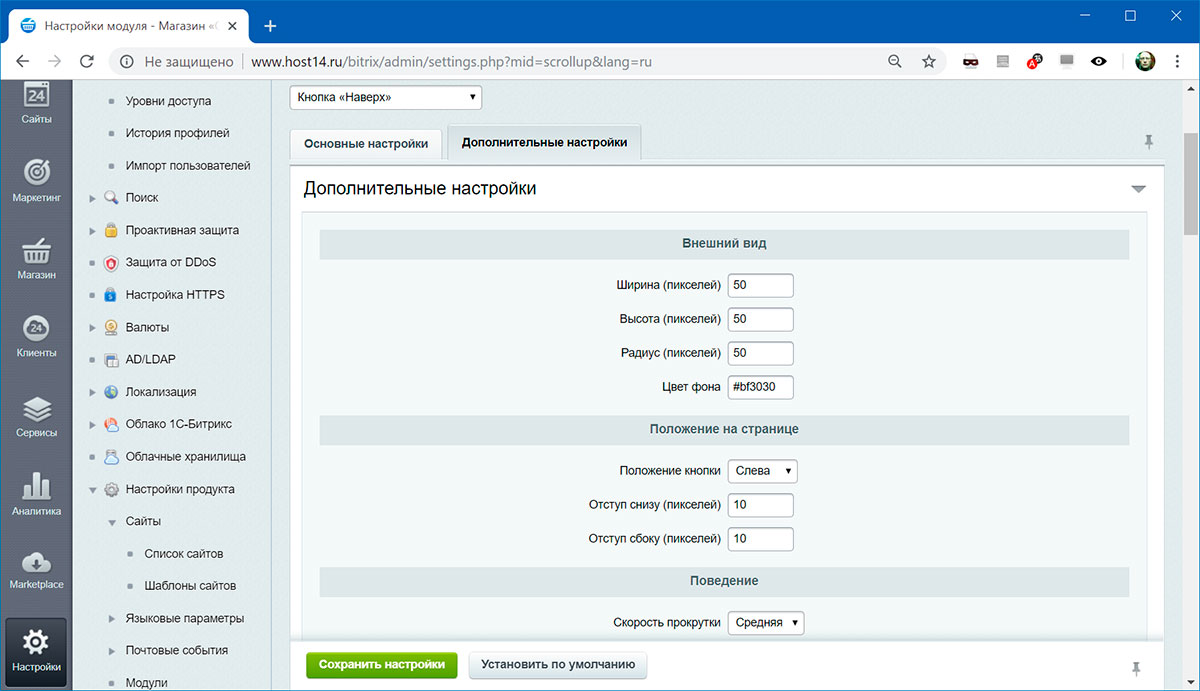 Настройки модуля - Магазин «
Не защищено
www.host14.ru/bitrix/admin/settings.php?mid=scrollup&lang=ru
24
Сайты
Маркетинг
Магазин
24
Клиенты
Сервисы
Аналитика
Marketplace
Настройки
Уровни доступа
История профилей
Импорт пользователей
Поиск
Проактивная защита
Защита от DDoS
Настройка HTTPS
Валюты
AD/LDAP
Локализация
Облако 1С-Битрикс
Облачные хранилища
Настройки продукта
Сайты
Список сайтов
Шаблоны сайтов
Языковые параметры
Почтовые события
Модули
Кнопка «Наверх»
Основные настройки
Дополнительные настройки
Дополнительные настройки
Внешний вид
Ширина (пикселей) 50
Высота (пикселей) 50
Радиус (пикселей) 50
Цвет фона #bf3030
Положение на странице
Положение кнопки Слева
Отступ снизу (пикселей) 10
Отступ сбоку (пикселей) 10
Поведение
Скорость прокрутки Средняя
Сохранить настройки
Установить по умолчанию